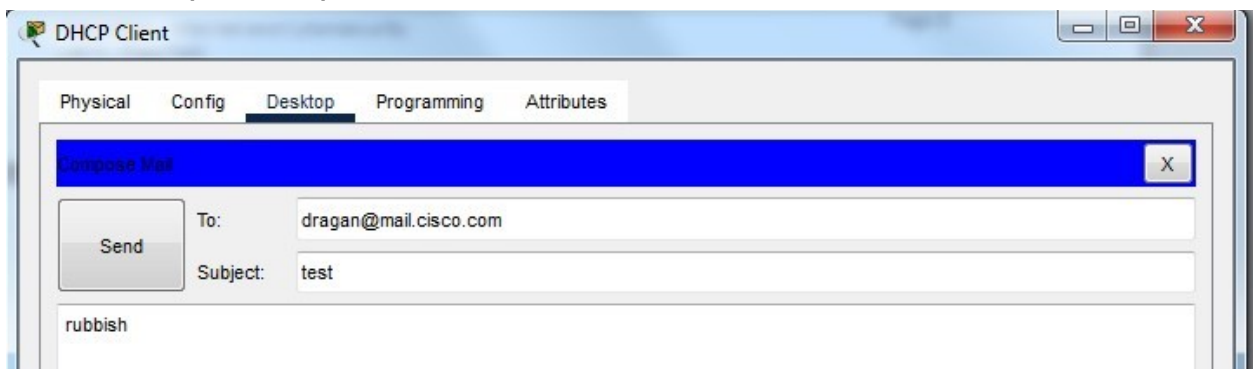 DHCP Client
Physical Config Desktop Programming Attributes
Compose Mail
X
To: dragan@mail.cisco.com
Send
Subject: test
rubbish